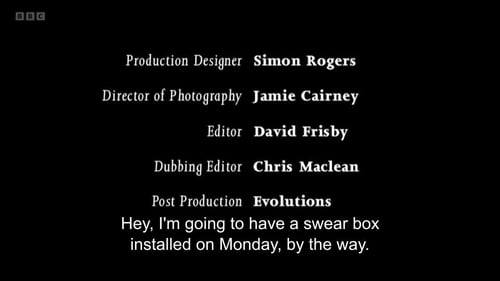 BBC
Production Designer Simon Rogers
Director of Photography Jamie Cairney
Editor David Frisby
Dubbing Editor Chris Maclean
Post Production Evolutions
Hey, I'm going to have a swear box
installed on Monday, by the way.